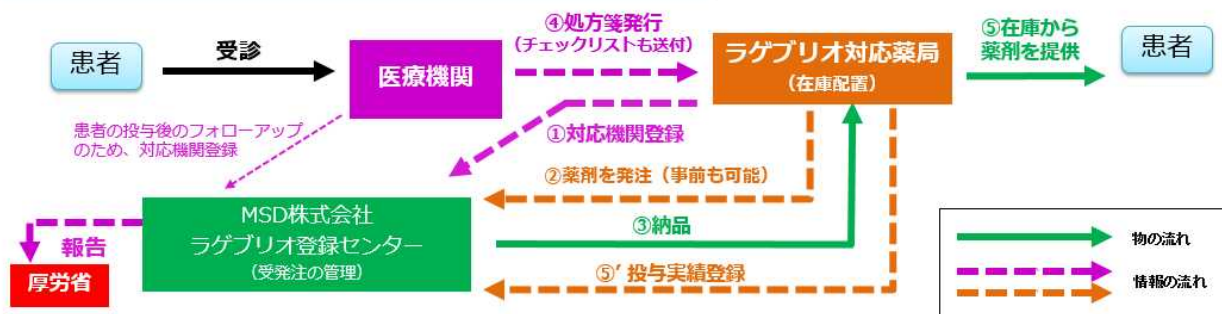 ④処方箋発行
(チェックリストも送付)
⑤在庫から
薬剤を提供
患者
受診
医療機関
ラゲブリオ対応薬局
(在庫配置)
患者
患者の投与後のフォローアップ
のため、対応機関登録
①対応機関登録
②薬剤を発注(事前も可能)
MSD株式会社
ラゲブリオ登録センター
(受発注の管理)
③納品
報告
厚労省
⑤’投与実績登録
物の流れ
情報の流れ